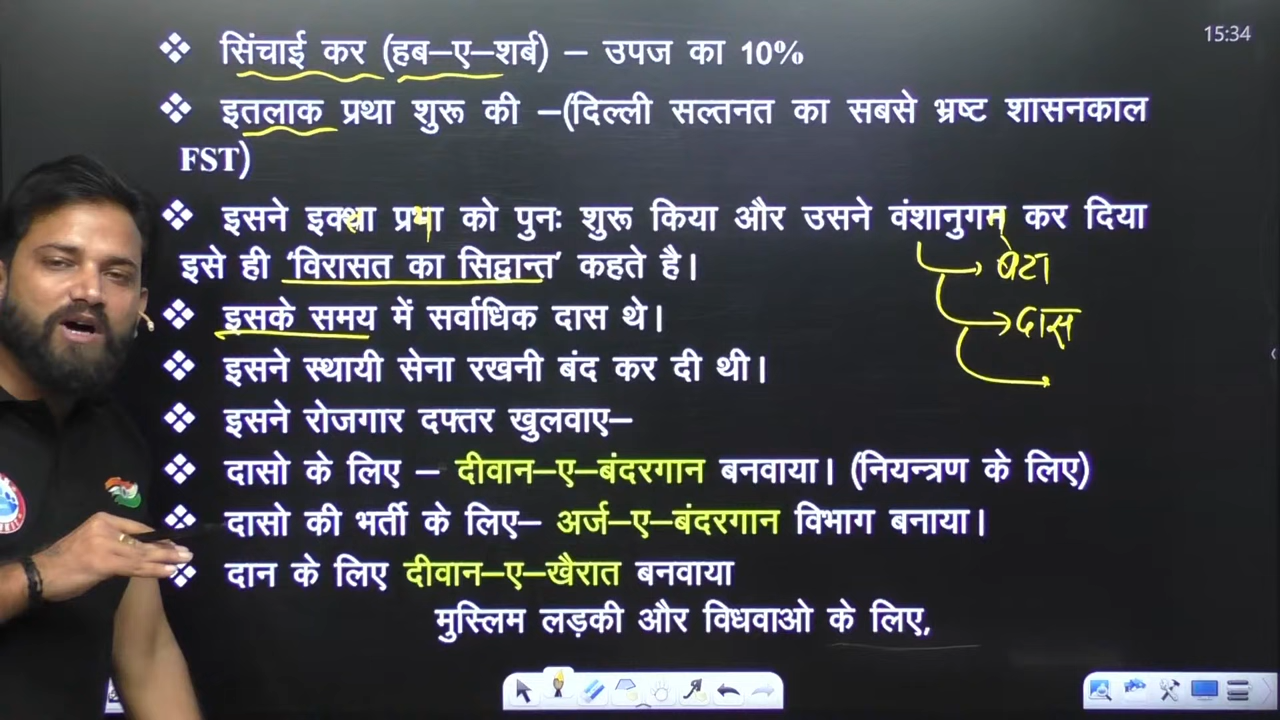 15:34
❖ सिंचाई कर (हब–ए–शर्ब) – उपज का 10%
❖ इतलाक प्रथा शुरू की –(दिल्ली सल्तनत का सबसे भ्रष्ट शासनकाल
FST)
❖ इसने इक्ता प्रथा को पुनः शुरू किया और उसने वंशानुगत कर दिया
इसे ही ‘विरासत का सिद्वान्त’ कहते है।
बेटा
❖ इसके समय में सर्वाधिक दास थे।
दास
❖ इसने स्थायी सेना रखनी बंद कर दी थी।
❖ इसने रोजगार दफ्तर खुलवाए–
❖ दासो के लिए – दीवान–ए–बंदरगान बनवाया। (नियन्त्रण के लिए)
❖ दासो की भर्ती के लिए– अर्ज–ए–बंदरगान विभाग बनाया।
❖ दान के लिए दीवान–ए–खैरात बनवाया
मुस्लिम लड़की और विधवाओ के लिए,